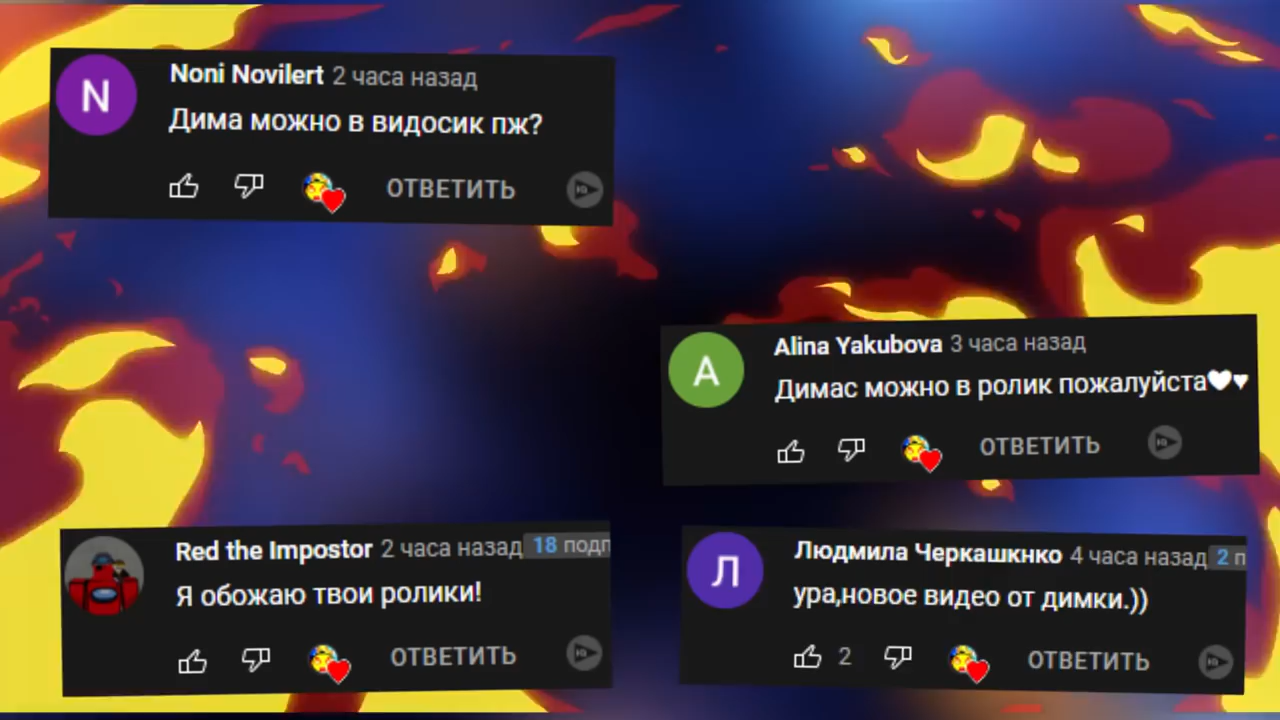 N
Noni Novilert 2 часа назад
Дима можно в видосик пж?
ОТВЕТИТЬ
A
Alina Yakubova 3 часа назад
Димас можно в ролик пожалуйста🤍♥
ОТВЕТИТЬ
Red the Impostor 2 часа назад 18 подп
Я обожаю твои ролики!
ОТВЕТИТЬ
Л
Людмила Черкашкнко 4 часа назад 2 п
ура,новое видео от димки.))
2
ОТВЕТИТЬ